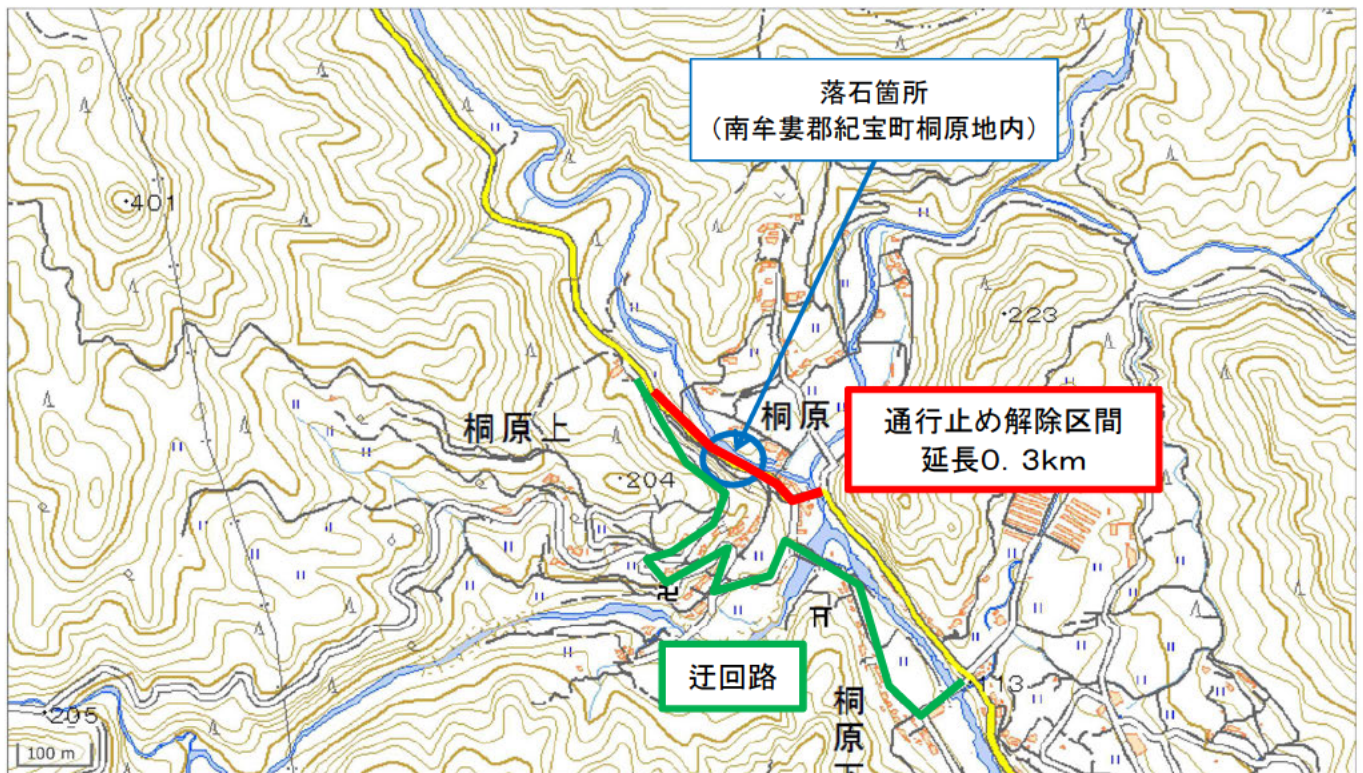 落石箇所
(南牟婁郡紀宝町桐原地内)
・401
・223
桐原上
桐原
通行止め解除区間
延長0．3km
・204
迂回路
・113
・205
桐原
100 m